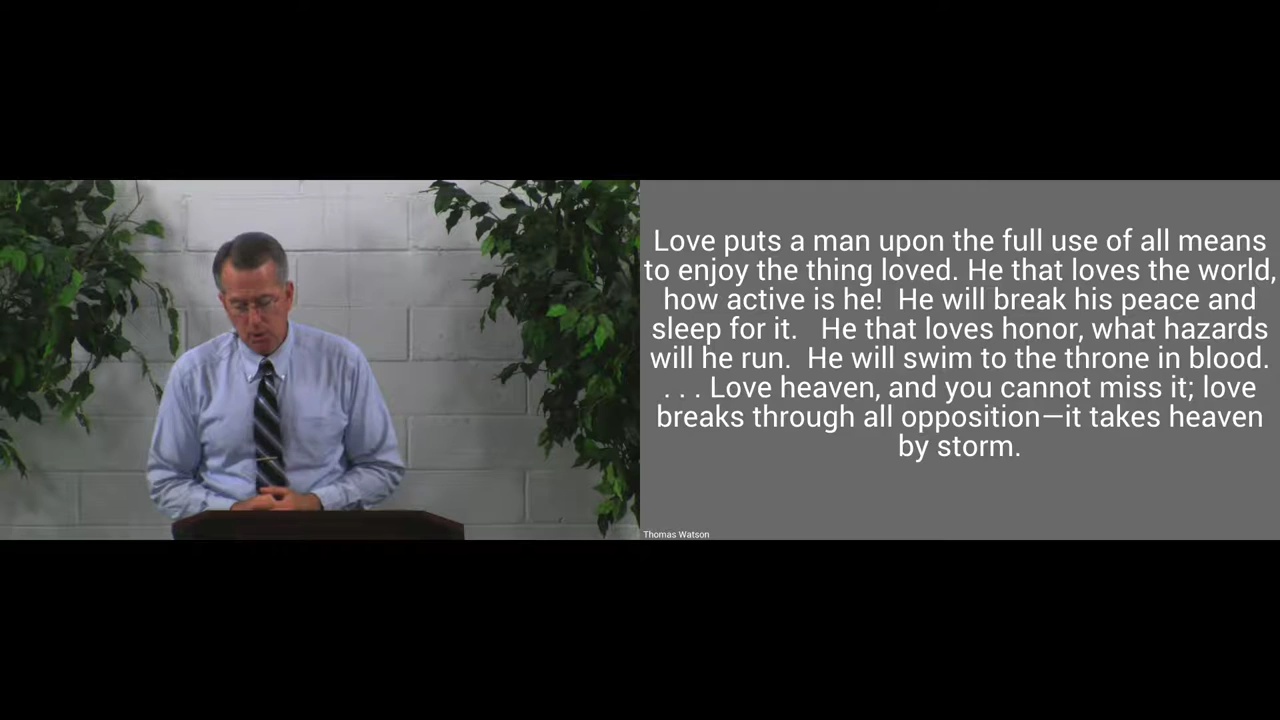 Love puts a man upon the full use of all means
to enjoy the thing loved. He that loves the world,
how active is he!  He will break his peace and
sleep for it.   He that loves honor, what hazards
will he run.  He will swim to the throne in blood.
. . . Love heaven, and you cannot miss it; love
breaks through all opposition—it takes heaven
by storm.
Thomas Watson